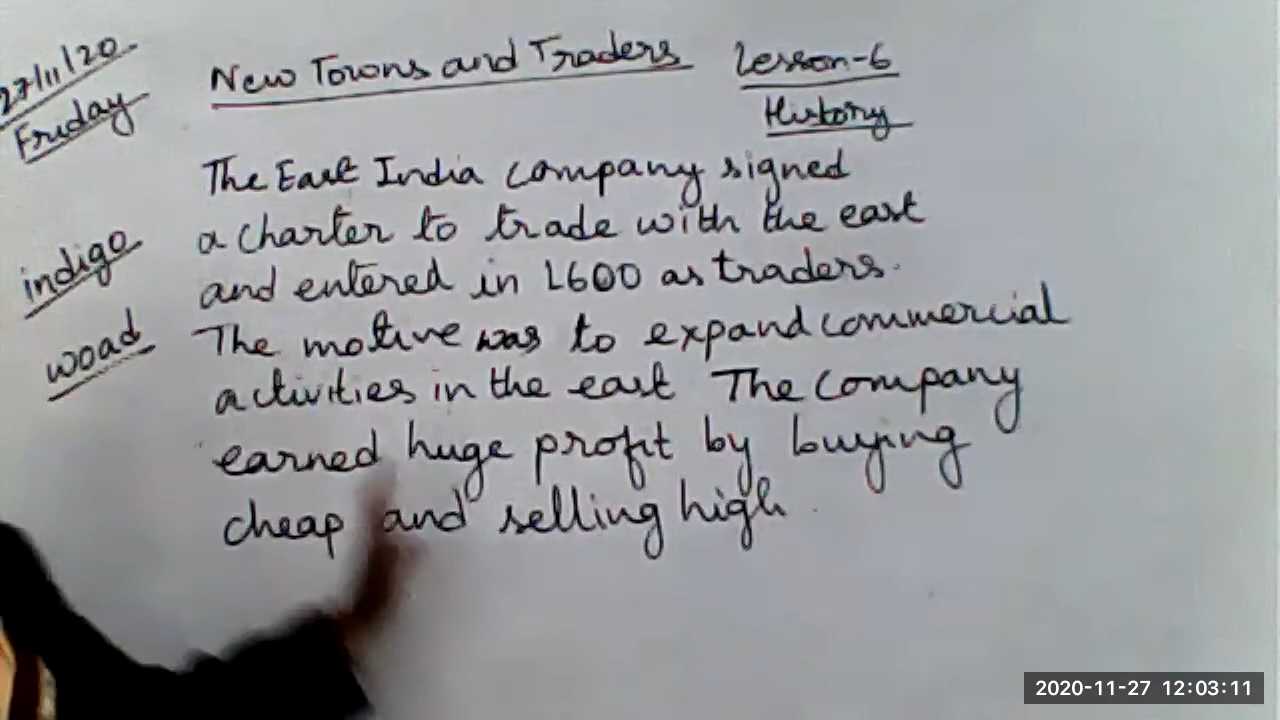 27/11/20
Friday
New Towns and Traders
Lesson-6
History
The East India company signed
a charter to trade with the east
and entered in 1600 as traders.
indigo
The motive was to expand commercial
woad
activities in the east The Company
earned huge profit by buying
cheap and selling high.
2020-11-27 12:03:11